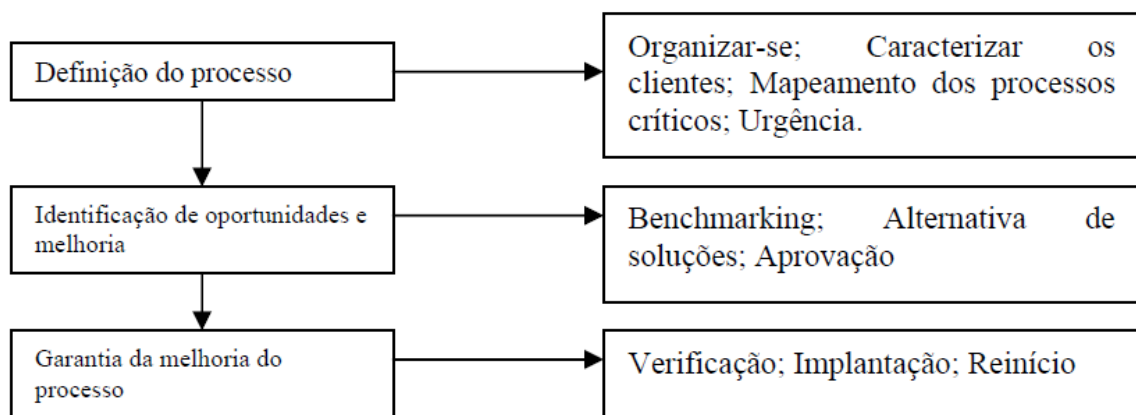 Definição do processo
Organizar-se; Caracterizar os
clientes; Mapeamento dos processos
críticos; Urgência.
Identificação de oportunidades e
melhoria
Benchmarking; Alternativa de
soluções; Aprovação
Garantia da melhoria do
processo
Verificação; Implantação; Reinício